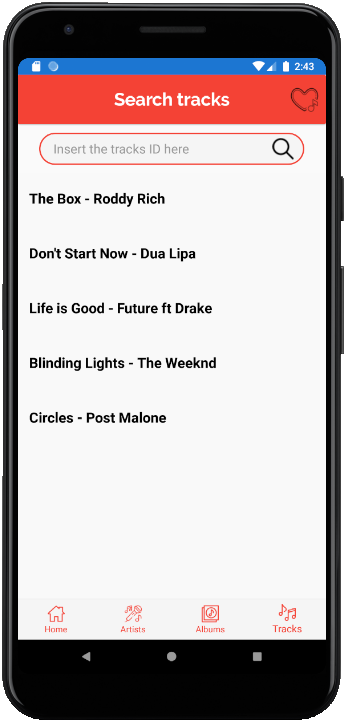 2:43
Search tracks
Insert the tracks ID here
The Box - Roddy Rich
Don't Start Now - Dua Lipa
Life is Good - Future ft Drake
Blinding Lights - The Weeknd
Circles - Post Malone
Home Artists Albums Tracks